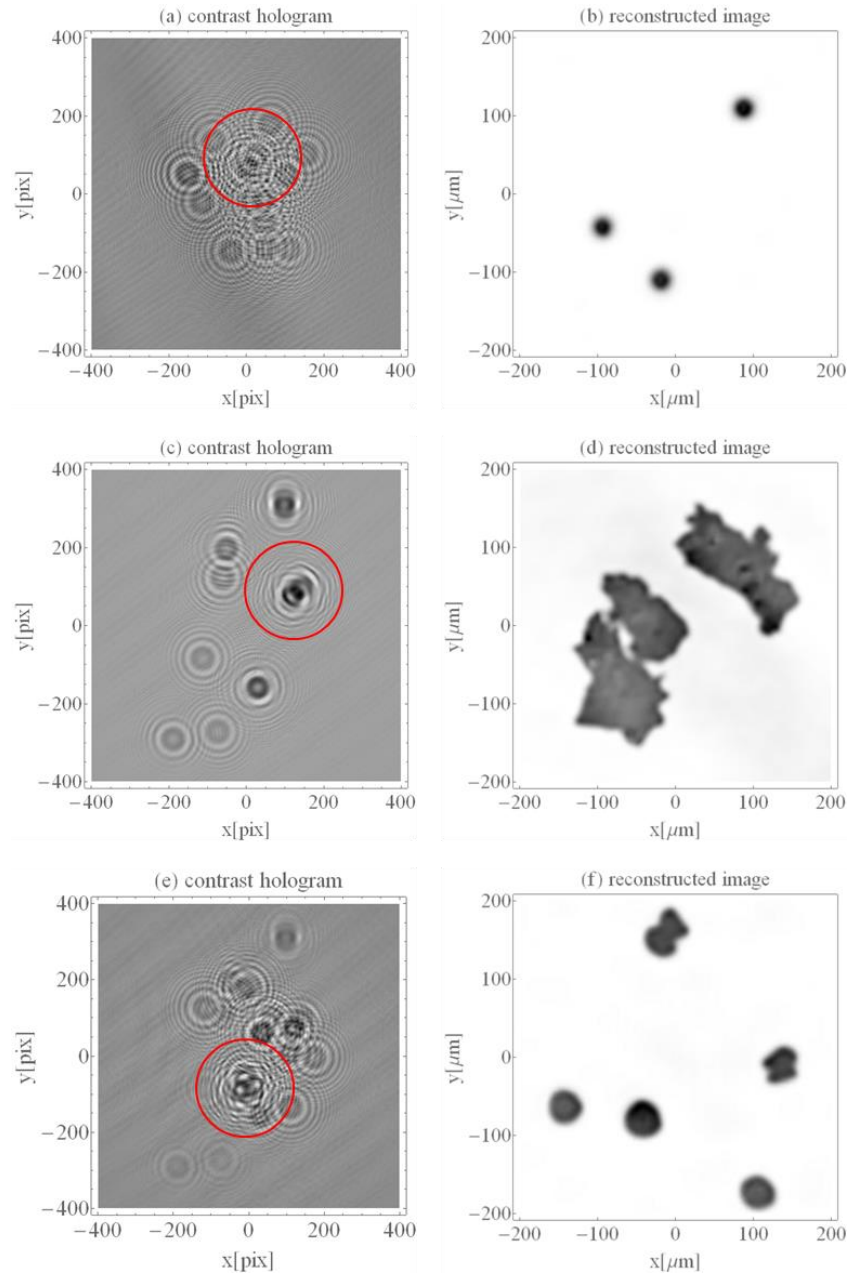 (a) contrast hologram
400
200
0
−200
−400
y[pix]
−400 −200 0 200 400
x[pix]
(b) reconstructed image
200
100
0
−100
−200
y[μm]
−200 −100 0 100 200
x[μm]
(c) contrast hologram
400
200
0
−200
−400
y[pix]
−400 −200 0 200 400
x[pix]
(d) reconstructed image
200
100
0
−100
−200
y[μm]
−200 −100 0 100 200
x[μm]
(e) contrast hologram
400
200
0
−200
−400
y[pix]
−400 −200 0 200 400
x[pix]
(f) reconstructed image
200
100
0
−100
−200
y[μm]
−200 −100 0 100 200
x[μm]